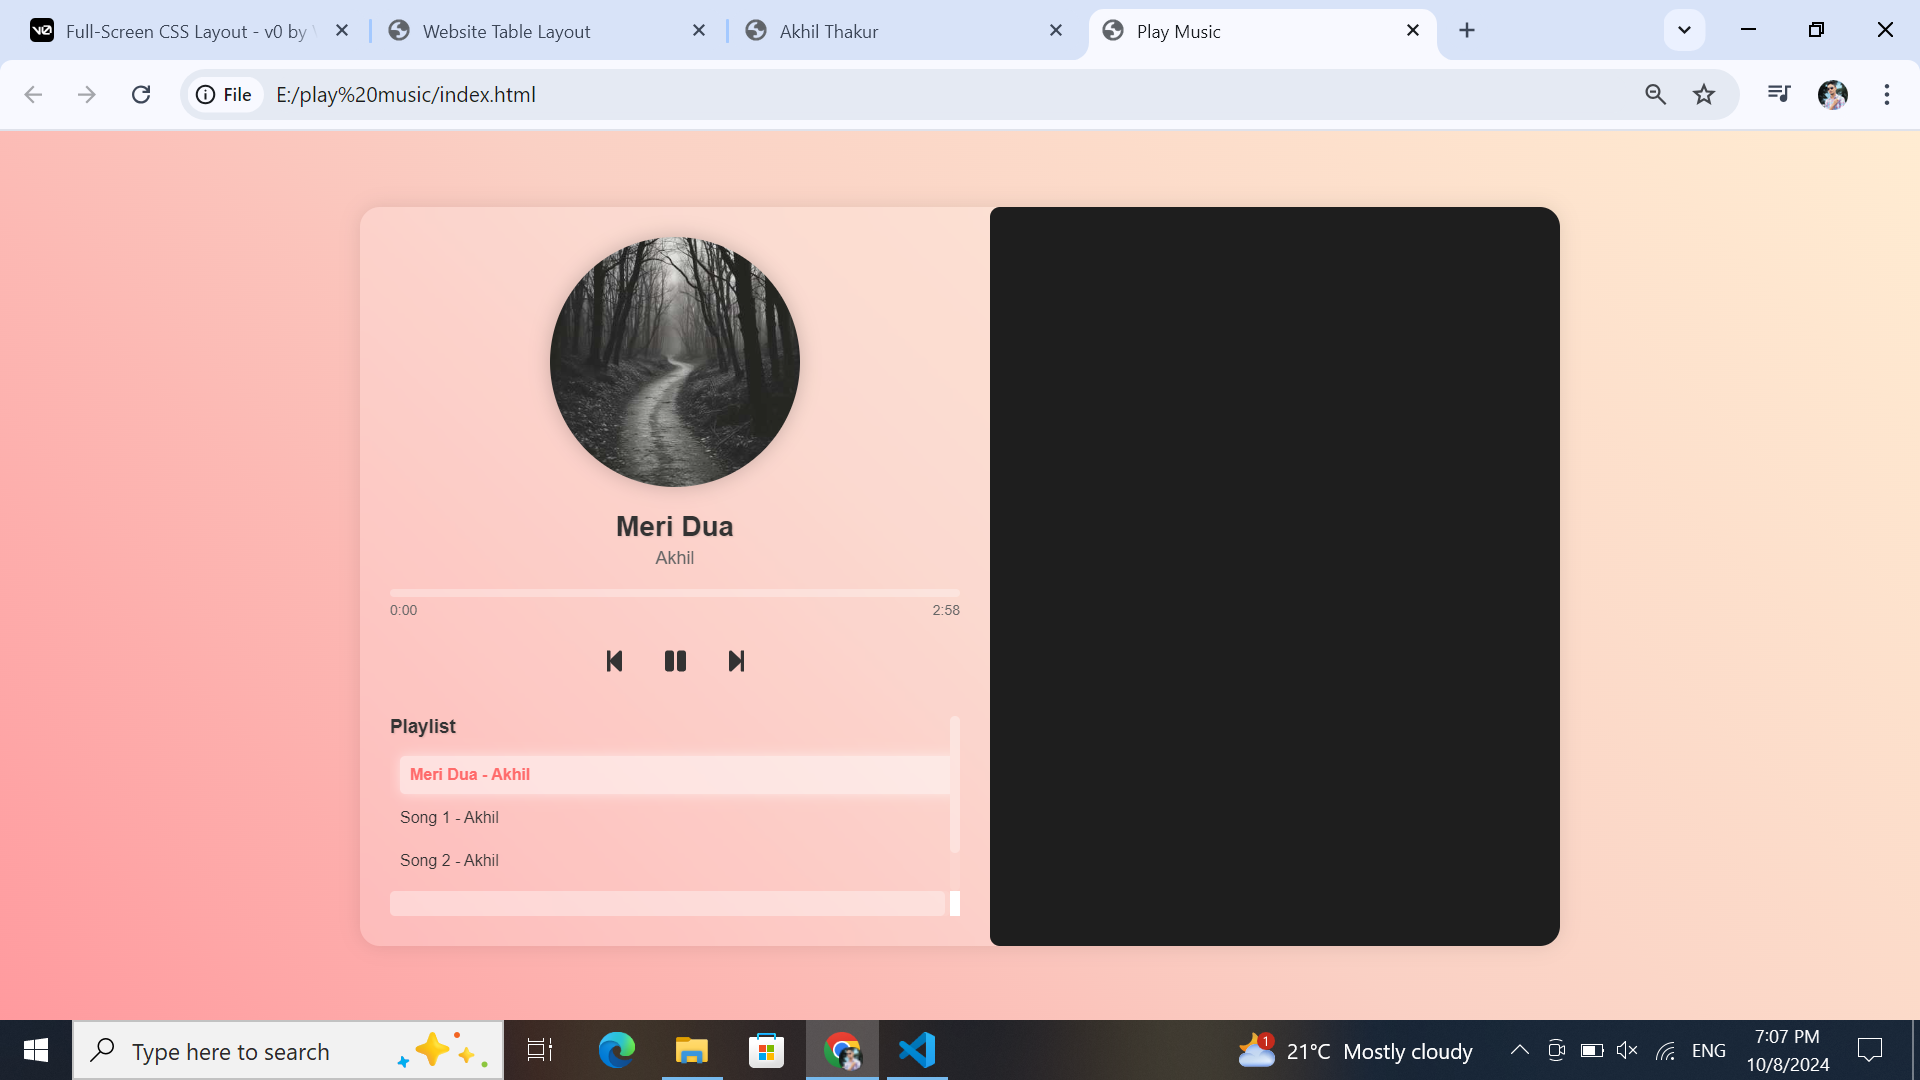 Full-Screen CSS Layout - v0 by
Website Table Layout
Akhil Thakur
Play Music
File
E:/play%20music/index.html
Meri Dua
Akhil
0:00
2:58
Playlist
Meri Dua - Akhil
Song 1 - Akhil
Song 2 - Akhil
Type here to search
1
21°C Mostly cloudy
ENG
7:07 PM
10/8/2024